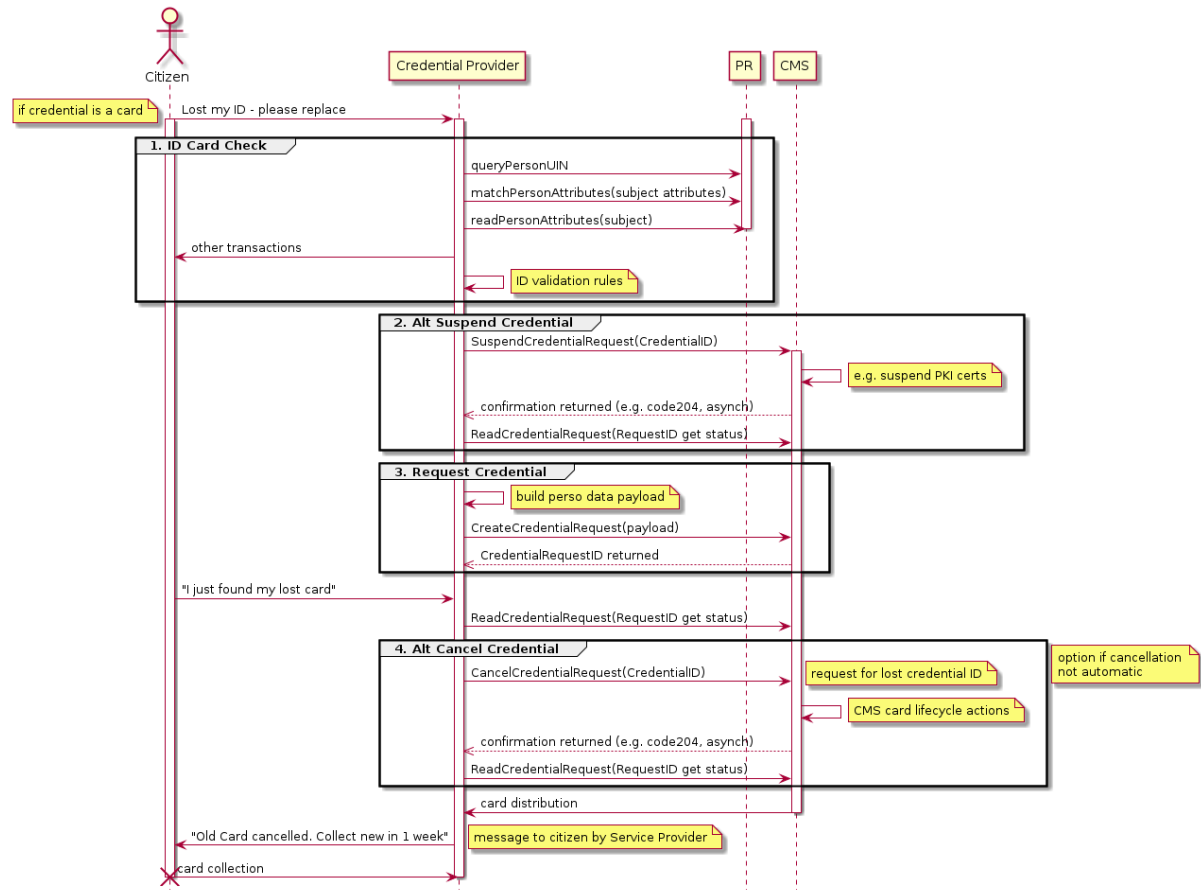 Citizen
Credential Provider
PR
CMS
if credential is a card
Lost my ID - please replace
1. ID Card Check
queryPersonUIN
matchPersonAttributes(subject attributes)
readPersonAttributes(subject)
other transactions
ID validation rules
2. Alt Suspend Credential
SuspendCredentialRequest(CredentialID)
e.g. suspend PKI certs
confirmation returned (e.g. code204, asynch)
ReadCredentialRequest(RequestID get status)
3. Request Credential
build perso data payload
CreateCredentialRequest(payload)
CredentialRequestID returned
"I just found my lost card"
ReadCredentialRequest(RequestID get status)
4. Alt Cancel Credential
option if cancellation
not automatic
CancelCredentialRequest(CredentialID)
request for lost credential ID
CMS card lifecycle actions
confirmation returned (e.g. code204, asynch)
ReadCredentialRequest(RequestID get status)
card distribution
"Old Card cancelled. Collect new in 1 week"
message to citizen by Service Provider
card collection